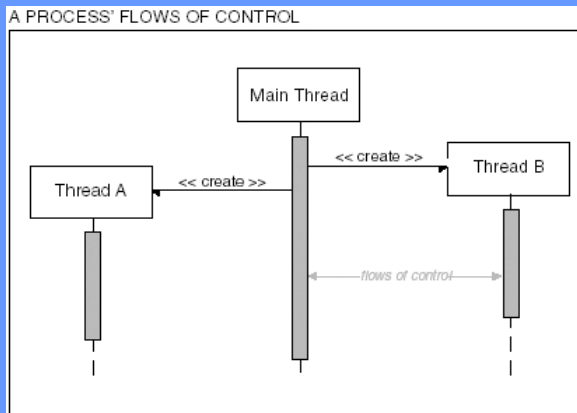 A PROCESS' FLOWS OF CONTROL
Main Thread
<< create >>
Thread B
<< create >>
Thread A
flows of control